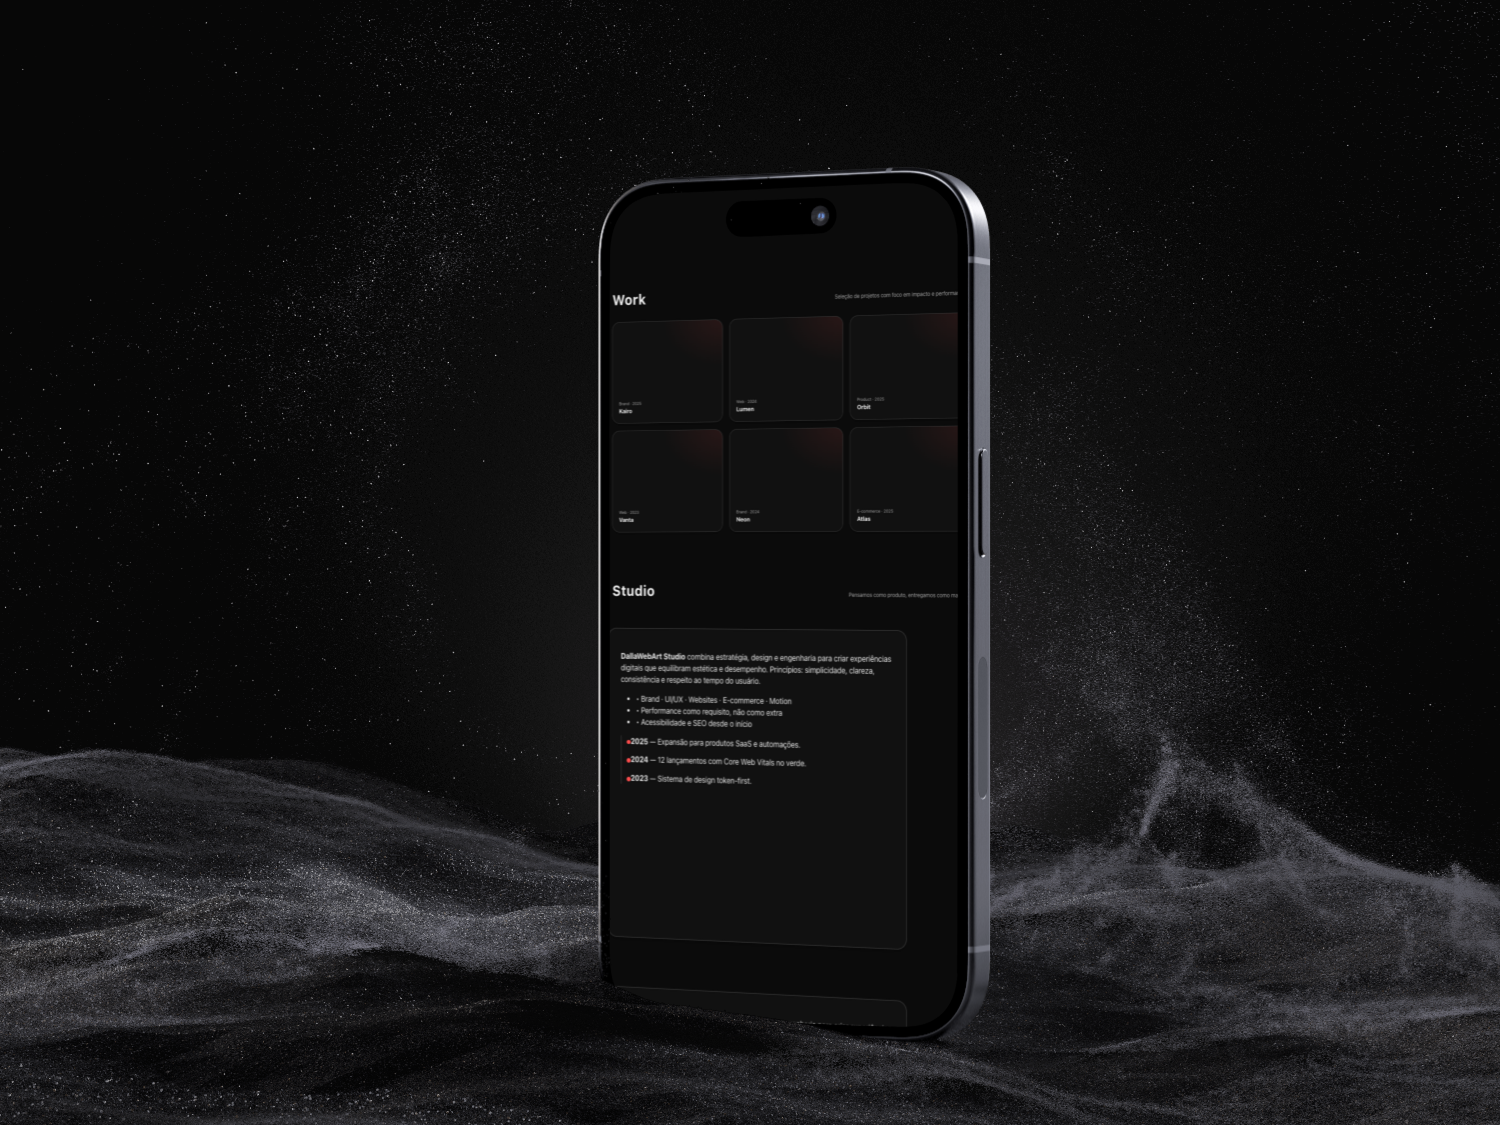 Work
Seleção de projetos com foco em impacto e performa
Brand · 2025
Kairo
Web · 2025
Lumen
Product · 2025
Orbit
Web · 2023
Vanta
Brand · 2024
Neon
E-commerce · 2023
Atlas
Studio
Pensamos como produto, entregamos como
DallaWebArt Studio combina estratégia, design e engenharia para criar experiências
digitais que equilibram estética e desempenho. Princípios: simplicidade, clareza,
consistência e respeito ao tempo do usuário.
• - Brand · UI/UX · Websites · E-commerce · Motion
• - Performance como requisito, não como extra
• - Acessibilidade e SEO desde o início
2025 — Expansão para produtos SaaS e automações.
2024 — 12 lançamentos com Core Web Vitals no verde.
2023 — Sistema de design token-first.